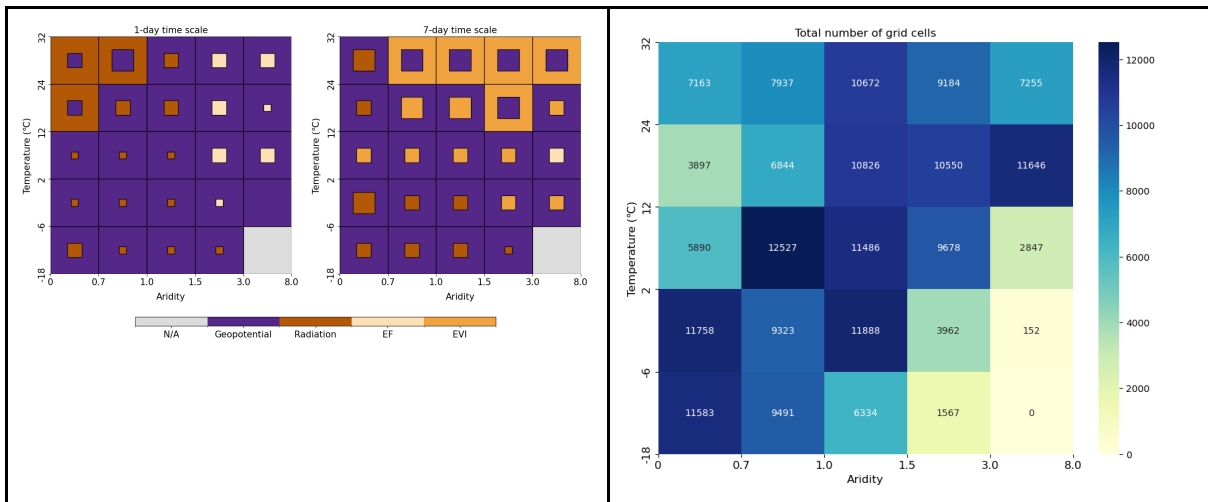 1-day time scale
32
24
12
2
-6
-18
Temperature (°C)
0 0.7 1.0 1.5 3.0 8.0
Aridity
7-day time scale
32
24
12
2
-6
-18
Temperature (°C)
0 0.7 1.0 1.5 3.0 8.0
Aridity
N/A Geopotential Radiation EF EVI
Total number of grid cells
32
24
12
2
-6
-18
Temperature (°C)
7163 7937 10672 9184 7255
3897 6844 10826 10550 11646
5890 12527 11486 9678 2847
11758 9323 11888 3962 152
11583 9491 6334 1567 0
0 0.7 1.0 1.5 3.0 8.0
Aridity
12000
10000
8000
6000
4000
2000
0